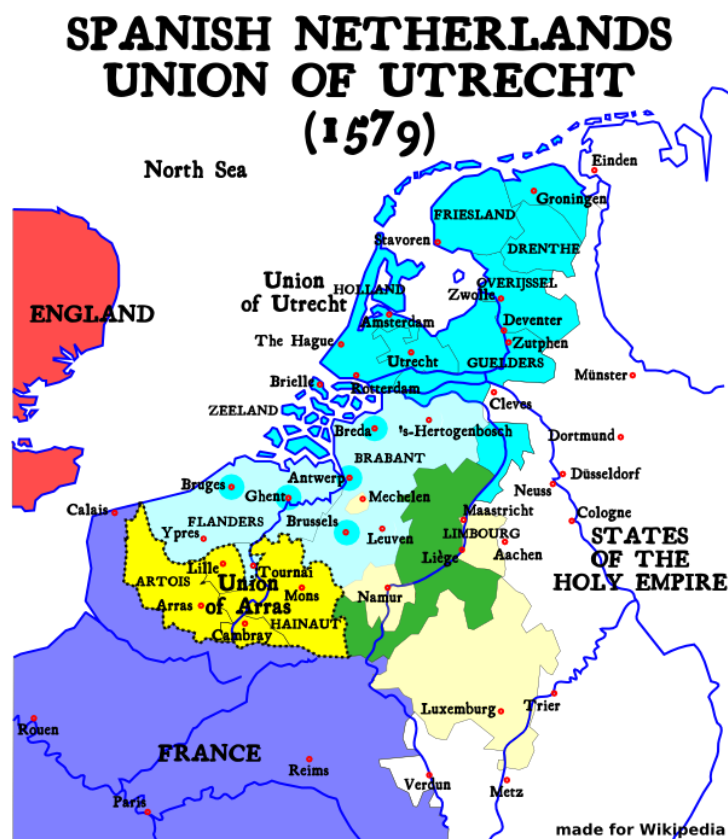 SPANISH NETHERLANDS
UNION OF UTRECHT
(1579)
North Sea
Einden
Groningen
FRIESLAND
Stavoren
DRENTHE
Union
of Utrecht
HOLLAND
OVERIJSSEL
Zwolle
ENGLAND
Amsterdam
Deventer
The Hague
Zutphen
Utrecht
GUELDERS
Münster
Brielle
Rotterdam
Cleves
ZEELAND
Breda
's-Hertogenbosch
Dortmund
BRABANT
Antwerp
Düsseldorf
Bruges
Neuss
Ghent
Mechelen
Calais
Maastricht
Cologne
FLANDERS
Brussels
Ypres
Leuven
LIMBOURG
STATES
OF THE
HOLY EMPIRE
Liège
Aachen
Lille
Tournai
ARTOIS
Union
of Arras
Mons
Namur
Arras
HAINAUT
Cambray
Luxemburg
Trier
Rouen
FRANCE
Reims
Verdun
Metz
Paris
made for Wikipedia